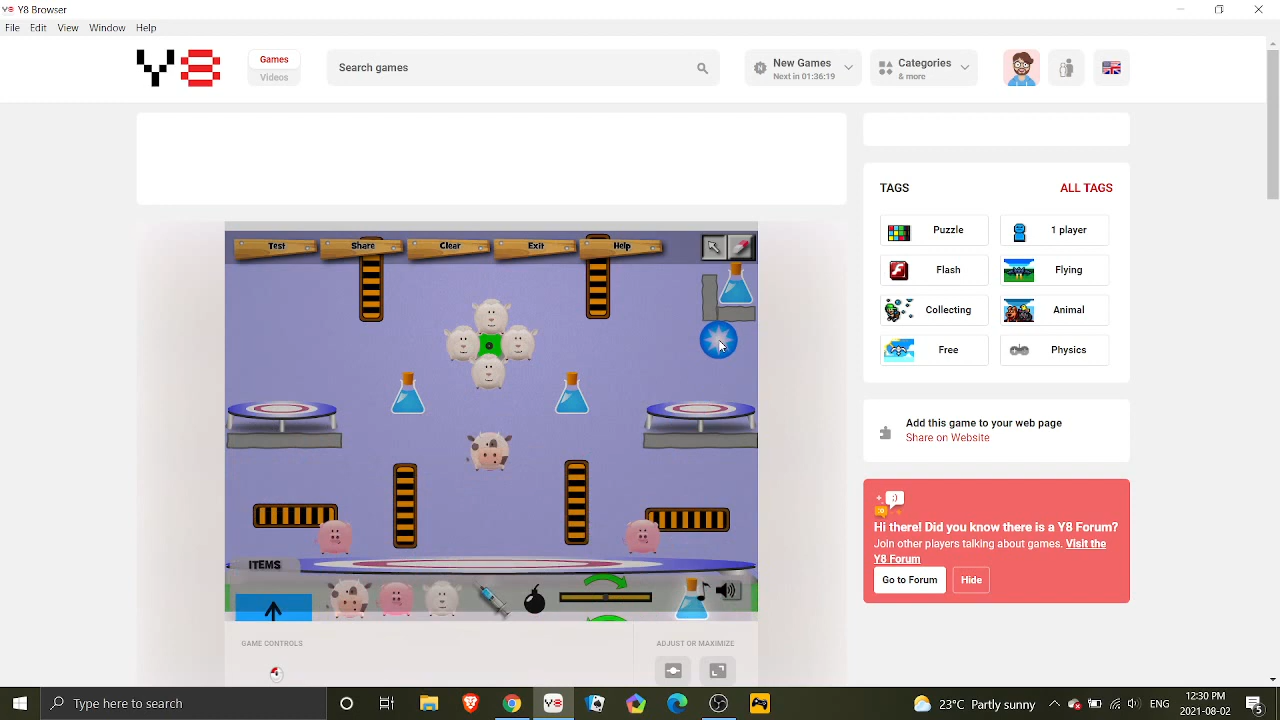 Y8 Browser
File Edit View Window Help
Y8
Games
Videos
Search games
N
New Games
Next in 01:36:19
Categories
& more
TAGS
ALL TAGS
Puzzle
1 player
Flash
Flying
Collecting
Animal
Free
Physics
Test
Share
Clear
Exit
Help
ITEMS
Add this game to your web page
Share on Website
Hi there! Did you know there is a Y8 Forum?
Join other players talking about games. Visit the
Y8 Forum
Go to Forum
Hide
GAME CONTROLS
ADJUST OR MAXIMIZE
Type here to search
23°C Partly sunny
ENG
12:30 PM
2021-08-02